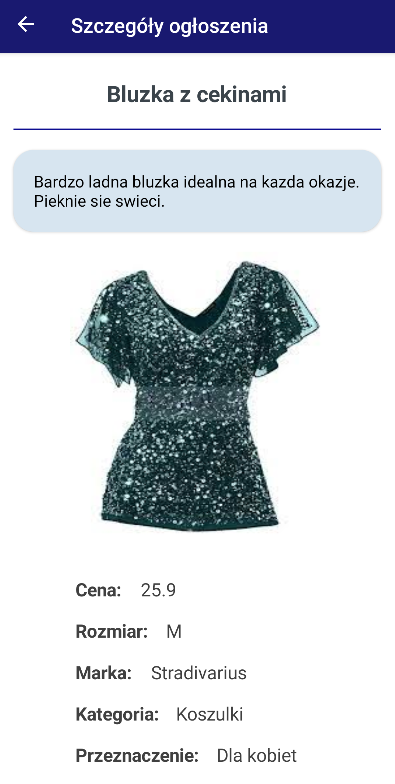 Szczegóły ogłoszenia
Bluzka z cekinami
Bardzo ladna bluzka idealna na kazda okazje.
Pieknie sie swieci.
Cena: 25.9
Rozmiar: M
Marka: Stradivarius
Kategoria: Koszulki
Przeznaczenie: Dla kobiet